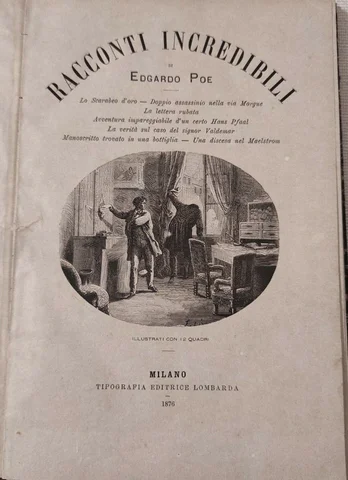 RACCONTI INCREDIBILI
DI
EDGARDO POE
Lo Scarabeo d'oro — Doppio assassinio nella via Morgue
La lettera rubata
Avventura impareggiabile d'un certo Hans Pfaal
La verità sul caso del signor Valdemar
Manoscritto trovato in una bottiglia — Una discesa nel Maelstrom
ILLUSTRATI CON 12 QUADRI
MILANO
TIPOGRAFIA EDITRICE LOMBARDA
1876